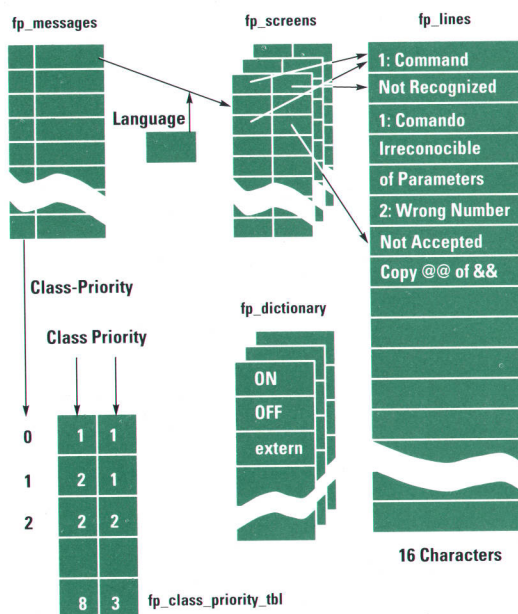 fp_messages
fp_screens
fp_lines
Language
1: Command
Not Recognized
1: Comando
Irreconocible
of Parameters
2: Wrong Number
Not Accepted
Copy @@ of &&
16 Characters
Class-Priority
Class Priority
0 1 1
1 2 1
2 2 2
8 3
fp_class_priority_tbl
fp_dictionary
ON
OFF
extern